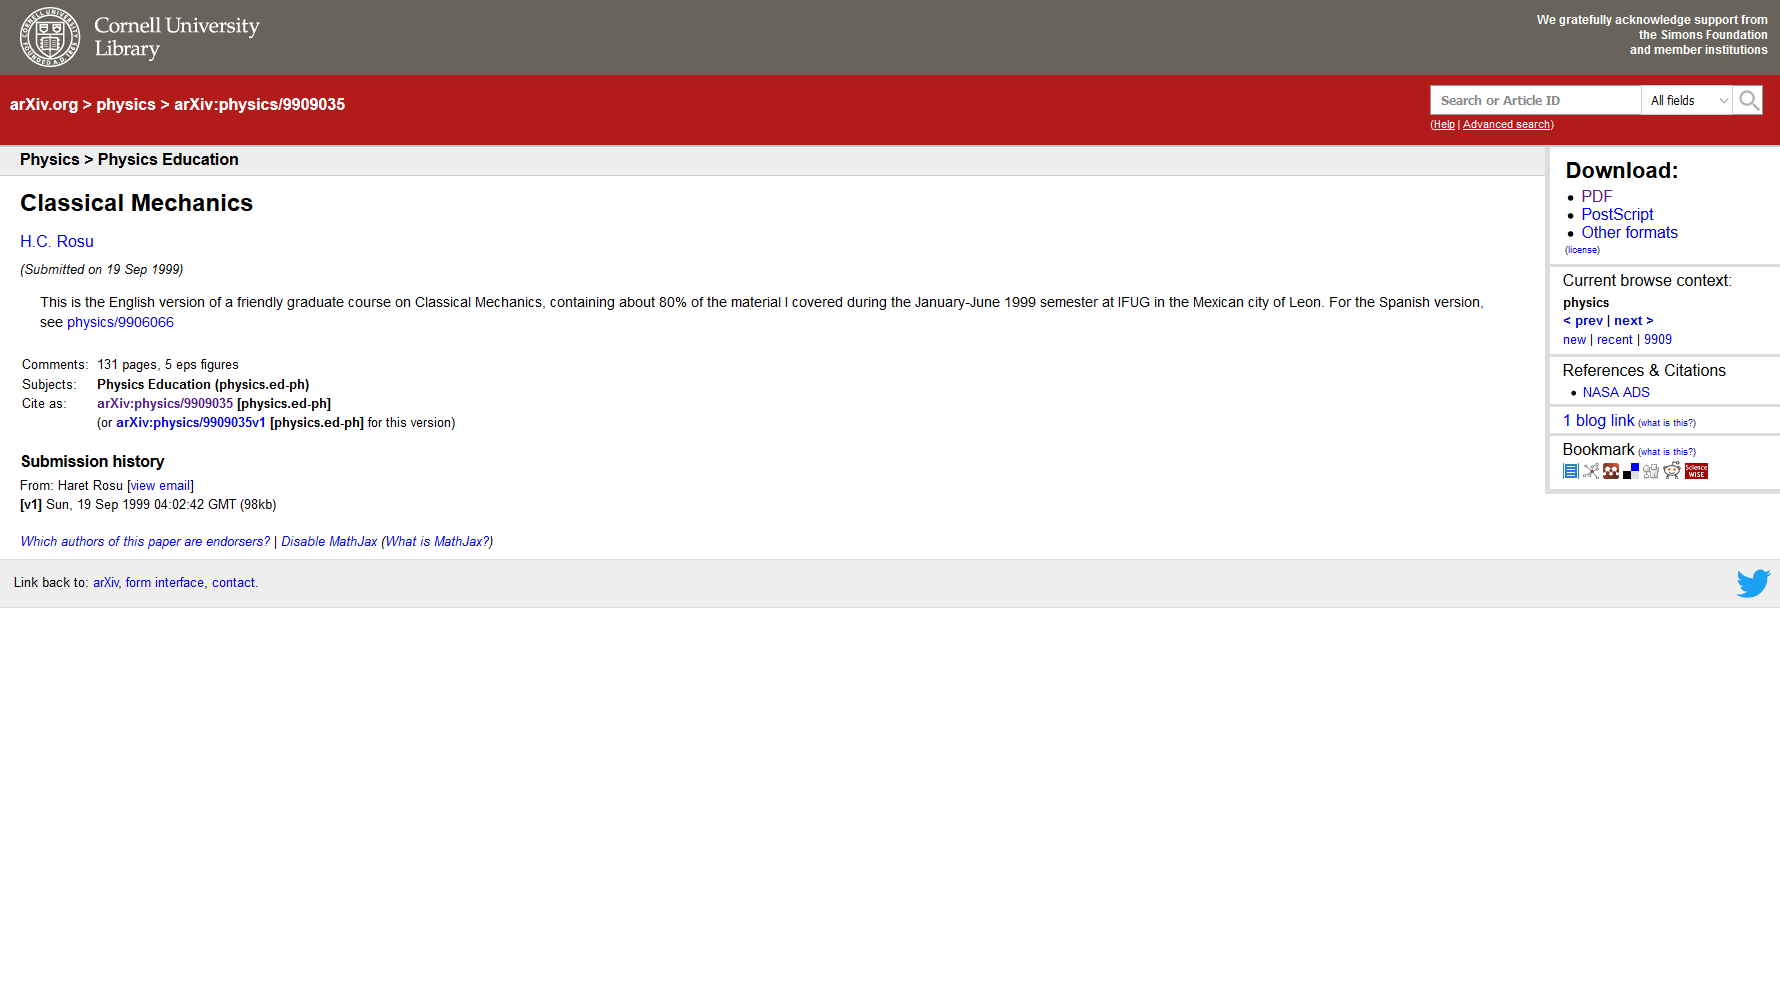 Cornell University
Library
We gratefully acknowledge support from
the Simons Foundation
and member institutions
arXiv.org > physics > arXiv:physics/9909035
Search or Article ID
All fields
(Help | Advanced search)
Physics > Physics Education
Classical Mechanics
H.C. Rosu
(Submitted on 19 Sep 1999)
This is the English version of a friendly graduate course on Classical Mechanics, containing about 80% of the material I covered during the January-June 1999 semester at IFUG in the Mexican city of Leon. For the Spanish version,
see physics/9906066
Comments: 131 pages, 5 eps figures
Subjects: Physics Education (physics.ed-ph)
Cite as: arXiv:physics/9909035 [physics.ed-ph]
(or arXiv:physics/9909035v1 [physics.ed-ph] for this version)
Submission history
From: Haret Rosu [view email]
[v1] Sun, 19 Sep 1999 04:02:42 GMT (98kb)
Which authors of this paper are endorsers? | Disable MathJax (What is MathJax?)
Download:
PDF
PostScript
Other formats
(license)
Current browse context:
physics
< prev | next >
new | recent | 9909
References & Citations
NASA ADS
1 blog link (what is this?)
Bookmark (what is this?)
Science
WISE
Link back to: arXiv, form interface, contact.